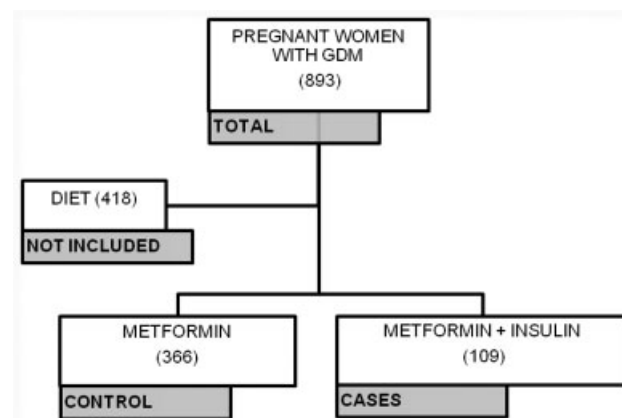 PREGNANT WOMEN
WITH GDM
(893)
TOTAL
DIET (418)
NOT INCLUDED
METFORMIN
(366)
CONTROL
METFORMIN + INSULIN
(109)
CASES